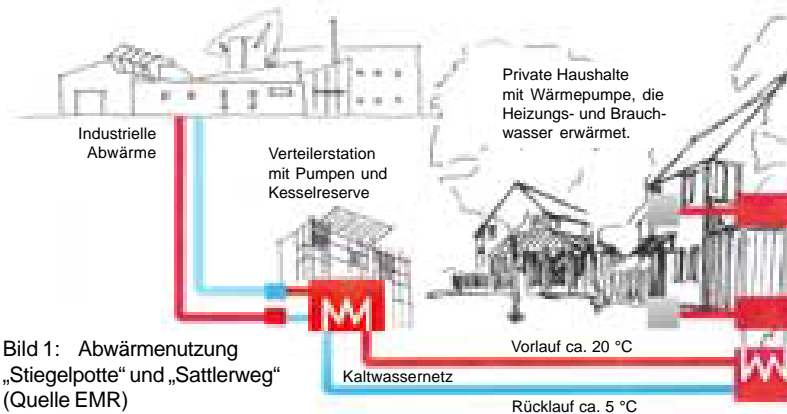 Industrielle
Abwärme
Verteilerstation
mit Pumpen und
Kesselreserve
Private Haushalte
mit Wärmepumpe, die
Heizungs- und Brauch-
wasser erwärmet.
Vorlauf ca. 20 °C
Kaltwassernetz
Rücklauf ca. 5 °C
Bild 1: Abwärmenutzung
„Stiegelpotte“ und „Sattlerweg“
(Quelle EMR)